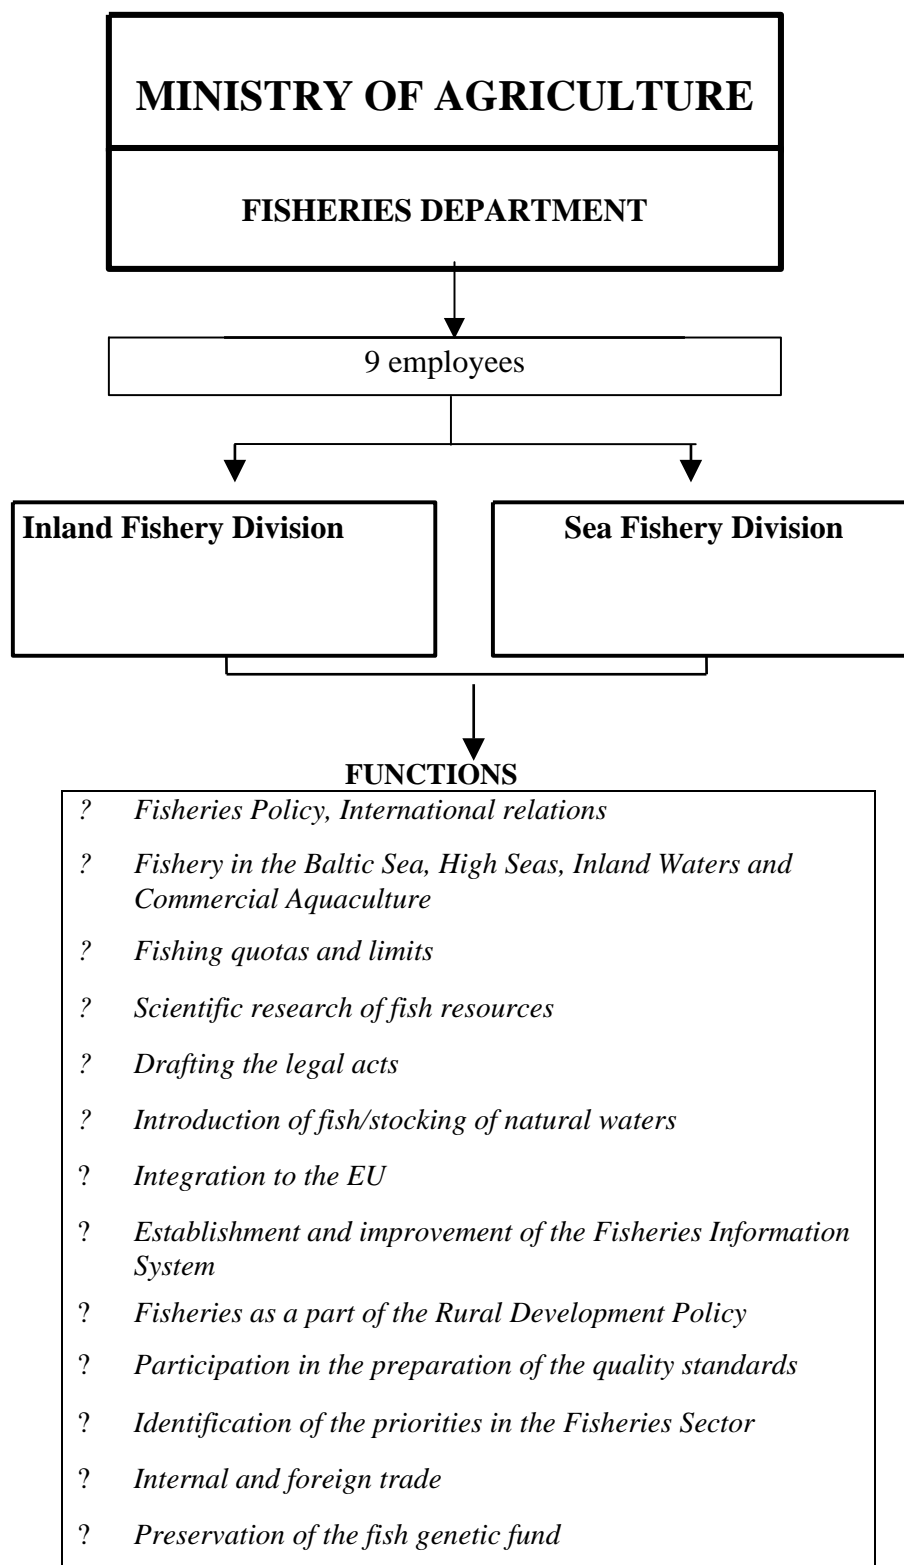 MINISTRY OF AGRICULTURE
FISHERIES DEPARTMENT
9 employees
Inland Fishery Division
Sea Fishery Division
FUNCTIONS
? Fisheries Policy, International relations
? Fishery in the Baltic Sea, High Seas, Inland Waters and
Commercial Aquaculture
? Fishing quotas and limits
? Scientific research of fish resources
? Drafting the legal acts
? Introduction of fish/stocking of natural waters
? Integration to the EU
? Establishment and improvement of the Fisheries Information
System
? Fisheries as a part of the Rural Development Policy
? Participation in the preparation of the quality standards
? Identification of the priorities in the Fisheries Sector
? Internal and foreign trade
? Preservation of the fish genetic fund